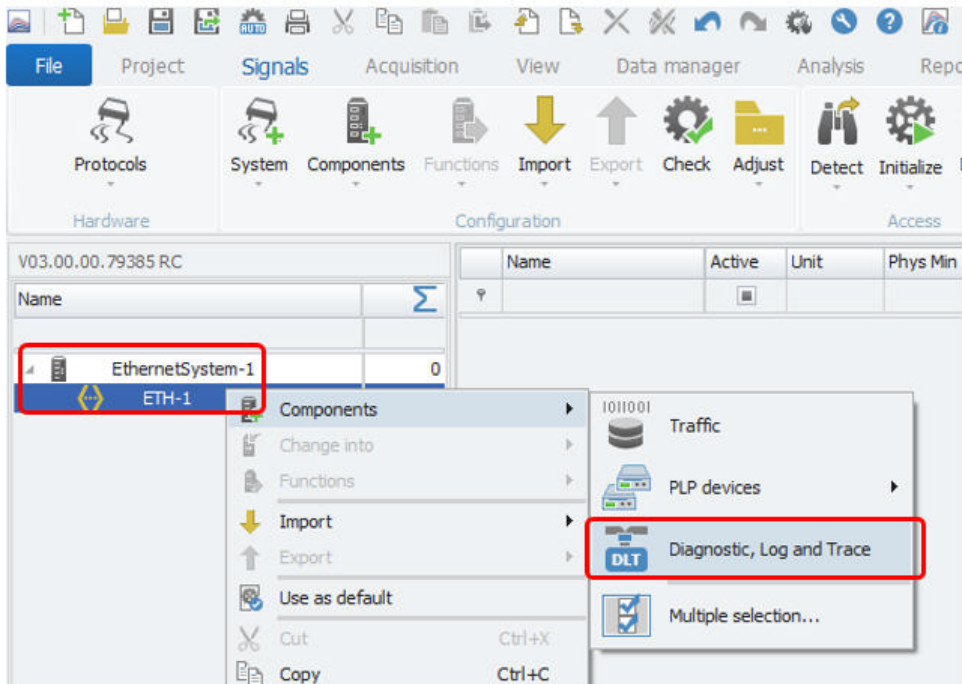 AUTO
File Project Signals Acquisition View Data manager Analysis
Protocols System Components Functions Import Export Check Adjust Detect Initialize
Hardware Configuration Access
V03.00.00.79385 RC
Name Active Unit Phys Min
Name Σ
EthernetSystem-1 0
ETH-1
Components
Change into
Functions
Import
Export
Use as default
Cut Ctrl+X
Copy Ctrl+C
1011001
Traffic
PLP devices
DLT
Diagnostic, Log and Trace
Multiple selection...